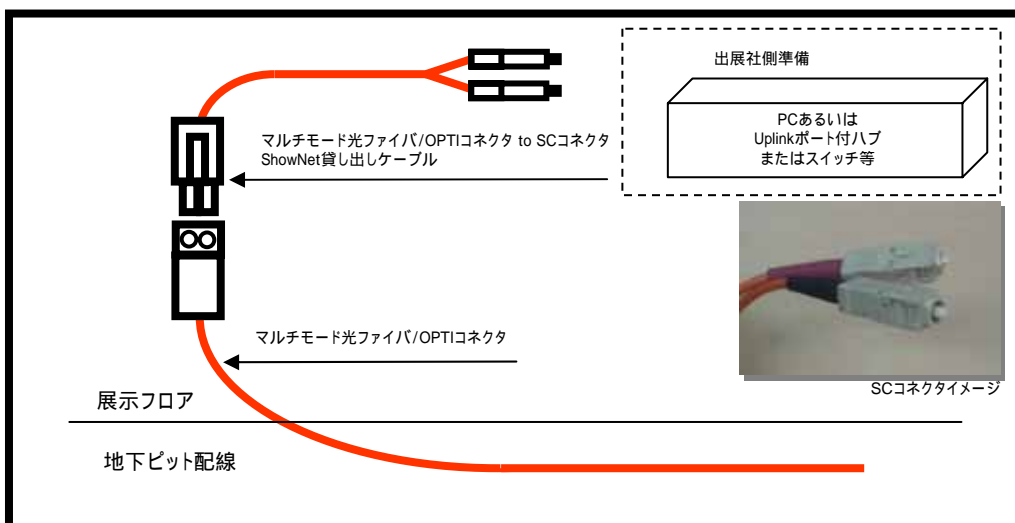 出展社側準備
PCあるいは
Uplinkポート付ハブ
またはスイッチ等
マルチモード光ファイバ/OPTIコネクタ to SCコネクタ
ShowNet貸し出しケーブル
マルチモード光ファイバ/OPTIコネクタ
SCコネクタイメージ
展示フロア
地下ピット配線